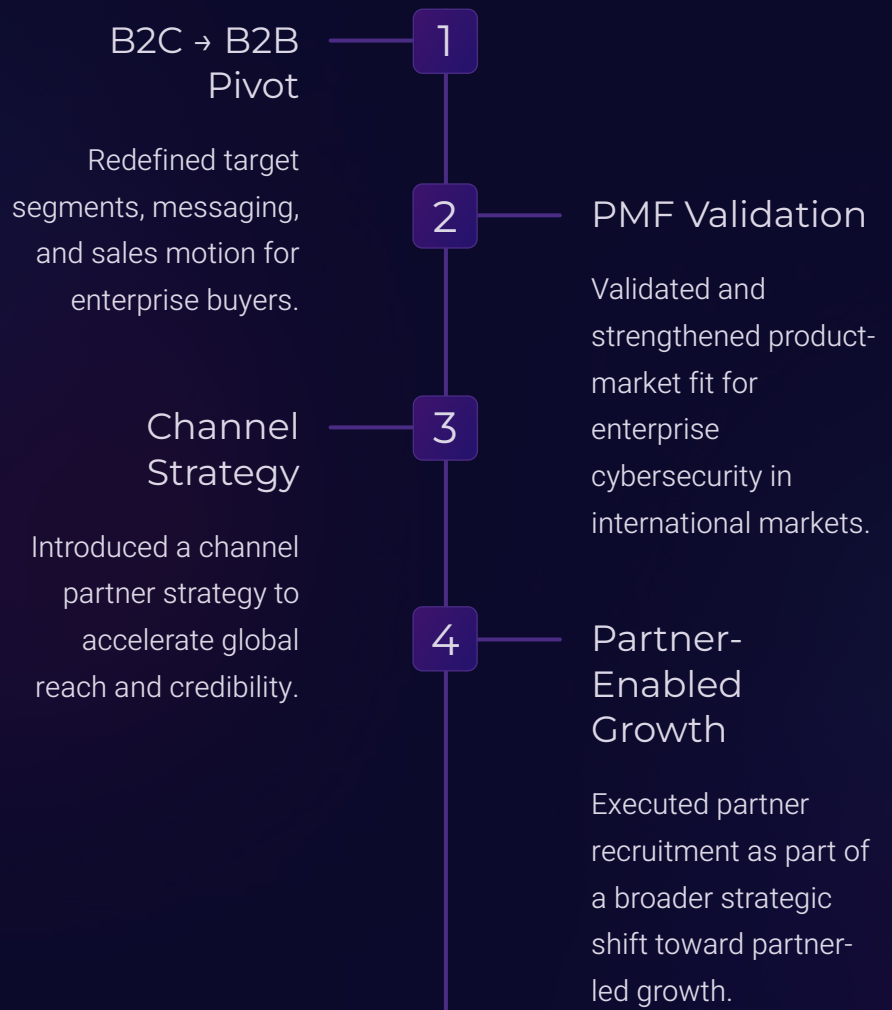 1
B2C → B2B
Pivot
Redefined target
segments, messaging,
and sales motion for
enterprise buyers.
2
PMF Validation
Validated and
strengthened product-
market fit for
enterprise
cybersecurity in
international markets.
3
Channel
Strategy
Introduced a channel
partner strategy to
accelerate global
reach and credibility.
4
Partner-
Enabled
Growth
Executed partner
recruitment as part of
a broader strategic
shift toward partner-
led growth.